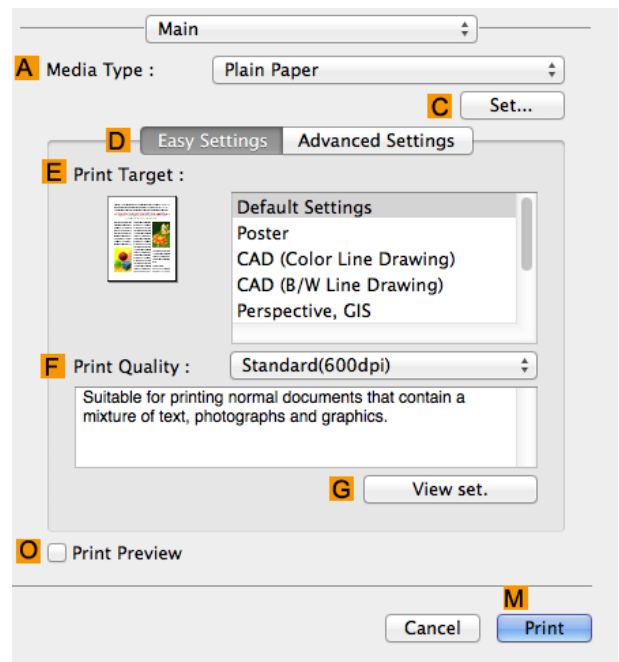 Main
A Media Type : Plain Paper
C Set...
D Easy Settings Advanced Settings
E Print Target :
Default Settings
Poster
CAD (Color Line Drawing)
CAD (B/W Line Drawing)
Perspective, GIS
F Print Quality : Standard(600dpi)
Suitable for printing normal documents that contain a
mixture of text, photographs and graphics.
G View set.
O Print Preview
M
Cancel Print